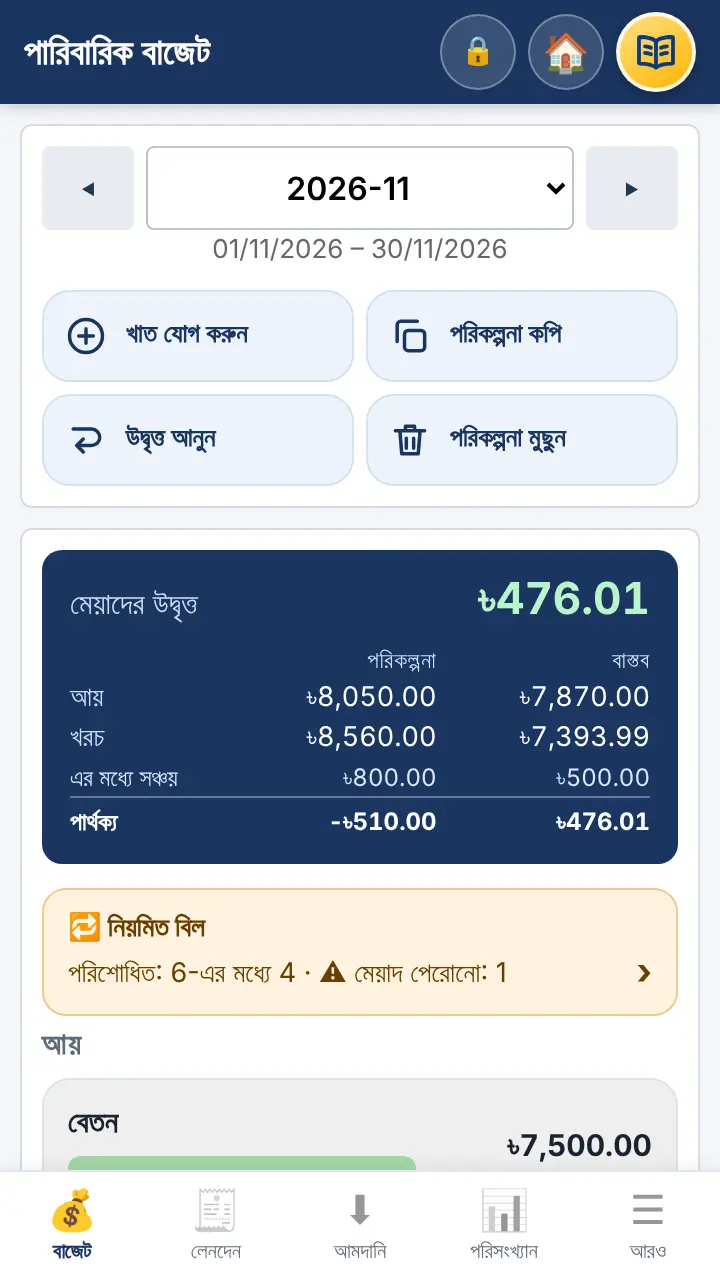 পারিবারিক বাজেট
2026-11
01/11/2026 – 30/11/2026
খাত যোগ করুন
পরিকল্পনা কপি
উদ্বৃত্ত আনুন
পরিকল্পনা মুছুন
মেয়াদের উদ্বৃত্ত ৳476.01
পরিকল্পনা বাস্তব
আয় ৳8,050.00 ৳7,870.00
খরচ ৳8,560.00 ৳7,393.99
এর মধ্যে সঞ্চয় ৳800.00 ৳500.00
পার্থক্য -৳510.00 ৳476.01
নিয়মিত বিল
পরিশোধিত: 6-এর মধ্যে 4 · ⚠ মেয়াদ পেরোনো: 1
আয়
বেতন
৳7,500.00
বাজেট লেনদেন আমদানি পরিসংখ্যান আরও